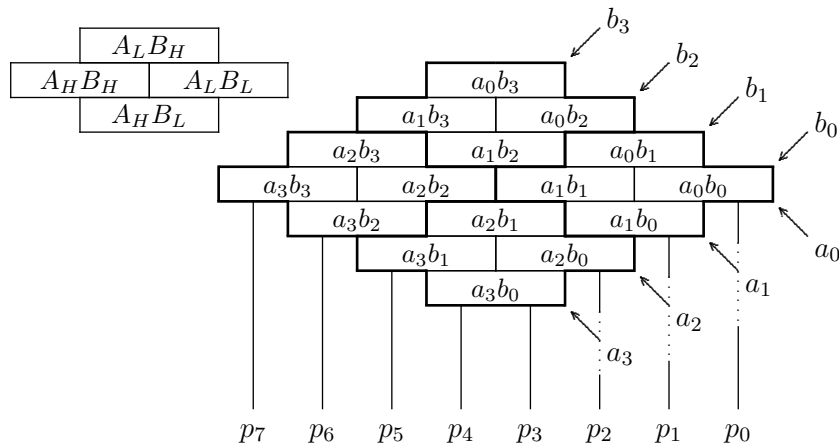 b_3
A_L B_H
b_2
A_H B_H A_L B_L
a_0 b_3
b_1
A_H B_L
a_1 b_3 a_0 b_2
b_0
a_2 b_3 a_1 b_2 a_0 b_1
a_3 b_3 a_2 b_2 a_1 b_1 a_0 b_0
a_3 b_2 a_2 b_1 a_1 b_0
a_0
a_3 b_1 a_2 b_0
a_1
a_3 b_0
a_2
a_3
p_7 p_6 p_5 p_4 p_3 p_2 p_1 p_0